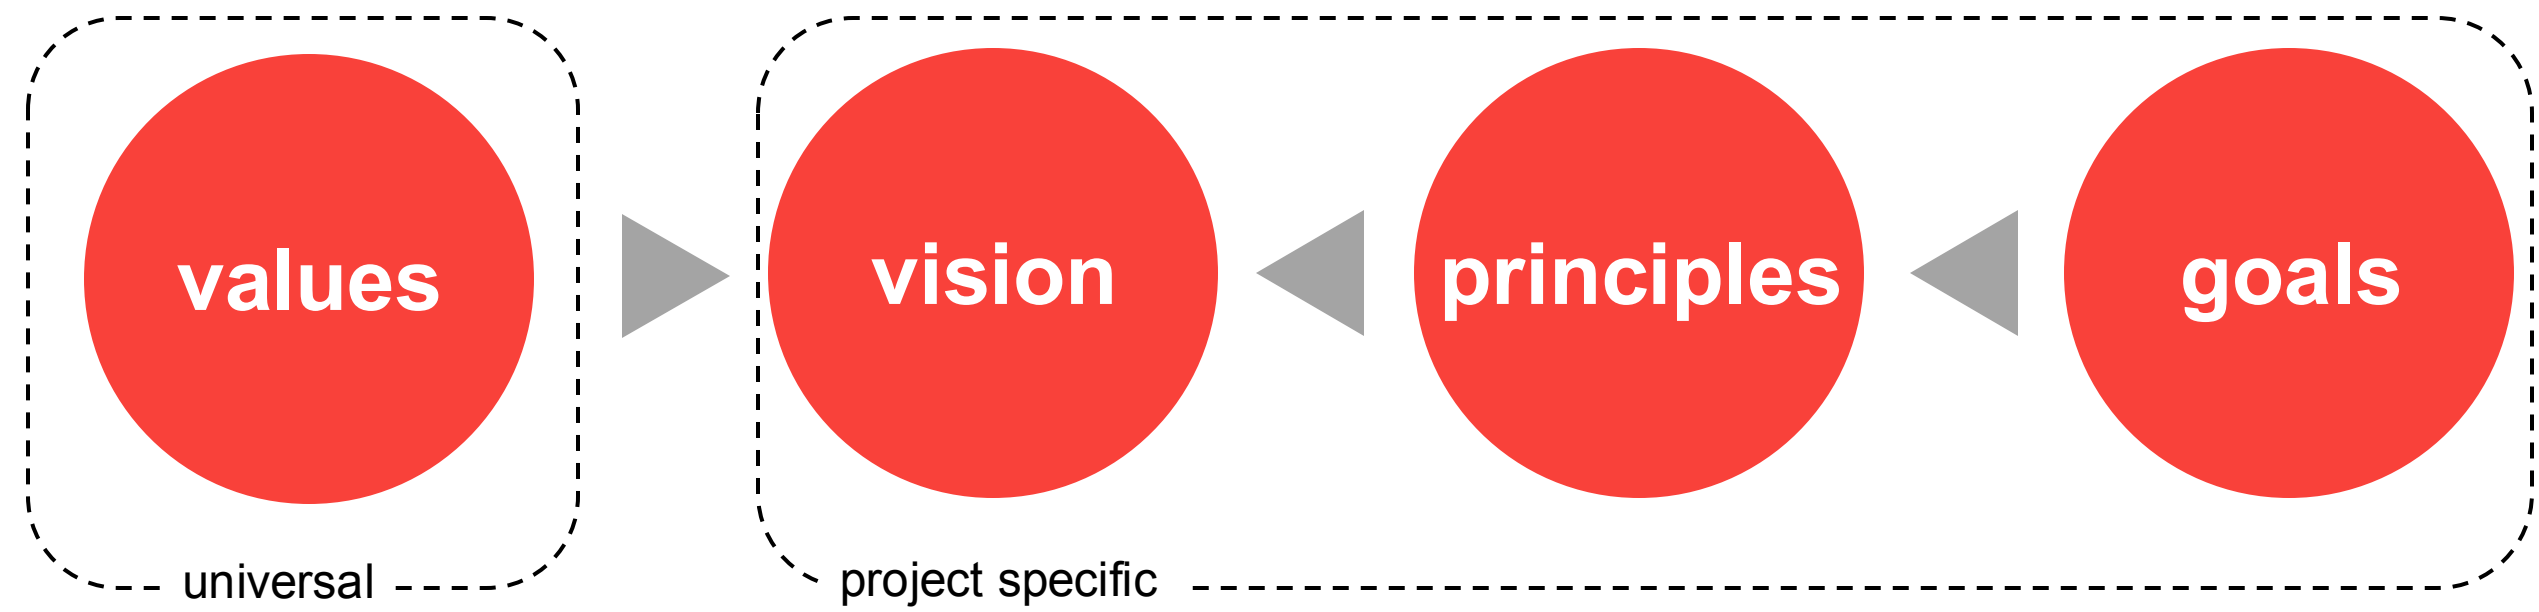 values
vision
principles
goals
universal
project specific